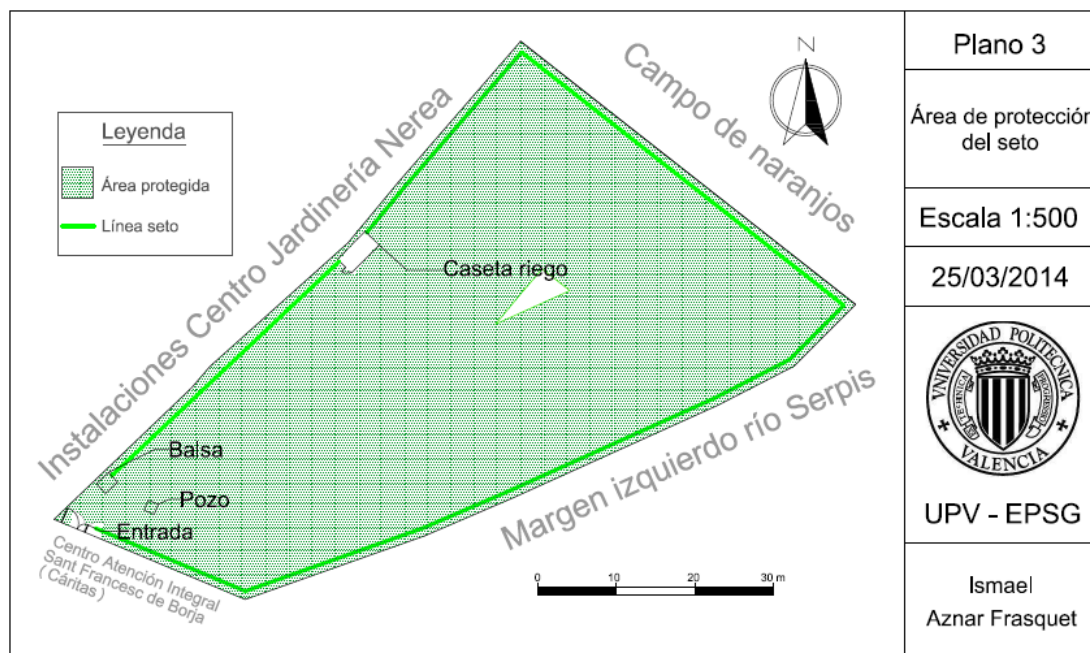 Leyenda
Área protegida
Línea seto
Instalaciones Centro Jardinería Nerea
Campo de naranjos
N
Caseta riego
Balsa
Pozo
Entrada
Centro Atención Integral
Sant Francesc de Borja
( Cáritas )
Margen izquierdo río Serpis
0 10 20 30 m
Plano 3
Área de protección
del seto
Escala 1:500
25/03/2014
VNIVERSIDAD POLITECNICA
VALENCIA
UPV - EPSG
Ismael
Aznar Frasquet